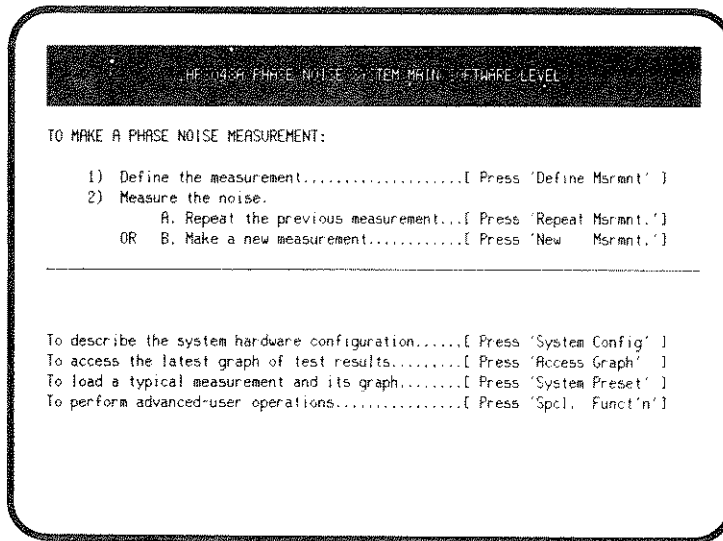 PHASE NOISE SYSTEM MAIN SOFTWARE LEVEL
TO MAKE A PHASE NOISE MEASUREMENT:
1) Define the measurement....................[ Press 'Define Msrmnt' ]
2) Measure the noise.
A. Repeat the previous measurement...[ Press 'Repeat Msrmnt.']
OR B. Make a new measurement............[ Press 'New Msrmnt.']
To describe the system hardware configuration......[ Press 'System Config' ]
To access the latest graph of test results.........[ Press 'Access Graph' ]
To load a typical measurement and its graph........[ Press 'System Preset' ]
To perform advanced-user operations................[ Press 'Spcl. Funct'n']